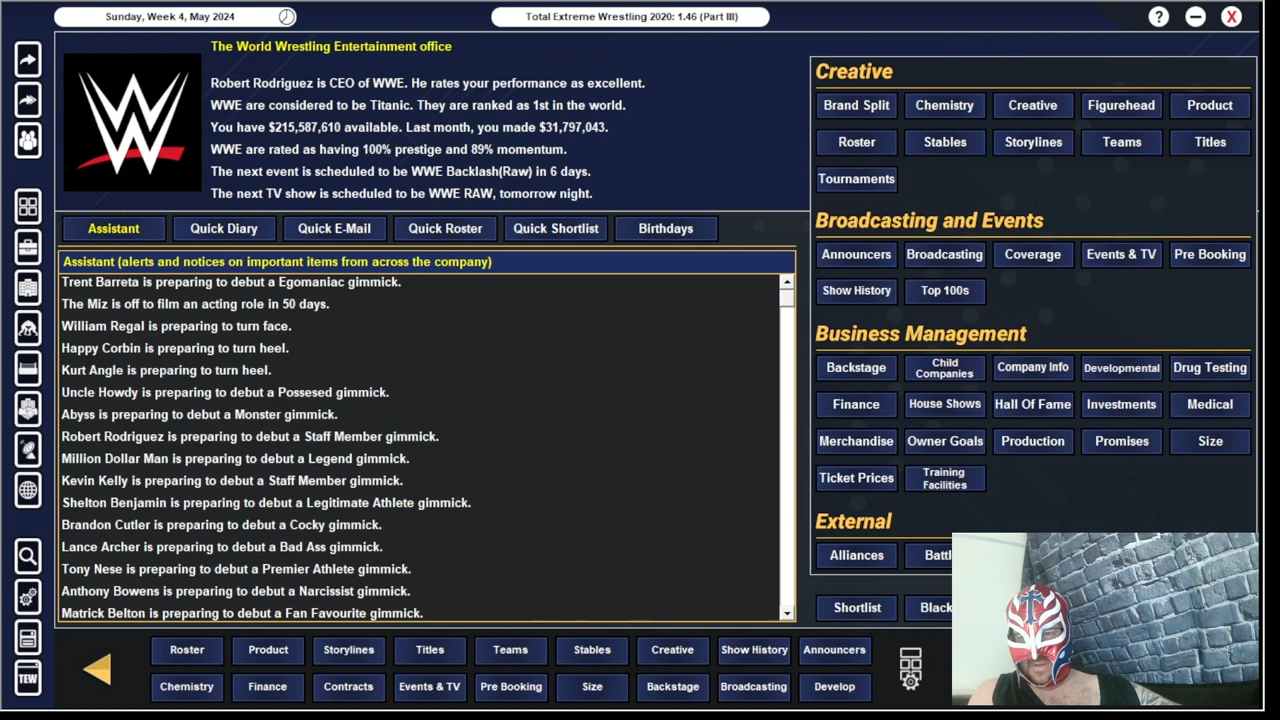 Sunday, Week 4, May 2024
Total Extreme Wrestling 2020: 1.46 (Part III)
?
X
The World Wrestling Entertainment office
Robert Rodriguez is CEO of WWE. He rates your performance as excellent.
WWE are considered to be Titanic. They are ranked as 1st in the world.
You have $215,587,610 available. Last month, you made $31,797,043.
WWE are rated as having 100% prestige and 89% momentum.
The next event is scheduled to be WWE Backlash(Raw) in 6 days.
The next TV show is scheduled to be WWE RAW, tomorrow night.
Assistant Quick Diary Quick E-Mail Quick Roster Quick Shortlist Birthdays
Assistant (alerts and notices on important items from across the company)
Trent Barreta is preparing to debut a Egomaniac gimmick.
The Miz is off to film an acting role in 50 days.
William Regal is preparing to turn face.
Happy Corbin is preparing to turn heel.
Kurt Angle is preparing to turn heel.
Uncle Howdy is preparing to debut a Possesed gimmick.
Abyss is preparing to debut a Monster gimmick.
Robert Rodriguez is preparing to debut a Staff Member gimmick.
Million Dollar Man is preparing to debut a Legend gimmick.
Kevin Kelly is preparing to debut a Staff Member gimmick.
Shelton Benjamin is preparing to debut a Legitimate Athlete gimmick.
Brandon Cutler is preparing to debut a Cocky gimmick.
Lance Archer is preparing to debut a Bad Ass gimmick.
Tony Nese is preparing to debut a Premier Athlete gimmick.
Anthony Bowens is preparing to debut a Narcissist gimmick.
Matrick Belton is preparing to debut a Fan Favourite gimmick.
Creative
Brand Split Chemistry Creative Figurehead Product
Roster Stables Storylines Teams Titles
Tournaments
Broadcasting and Events
Announcers Broadcasting Coverage Events & TV Pre Booking
Show History Top 100s
Business Management
Backstage Child Companies Company Info Developmental Drug Testing
Finance House Shows Hall Of Fame Investments Medical
Merchandise Owner Goals Production Promises Size
Ticket Prices Training Facilities
External
Alliances Batt
Shortlist Black
Roster Product Storylines Titles Teams Stables Creative Show History Announcers
Chemistry Finance Contracts Events & TV Pre Booking Size Backstage Broadcasting Develop
TEW